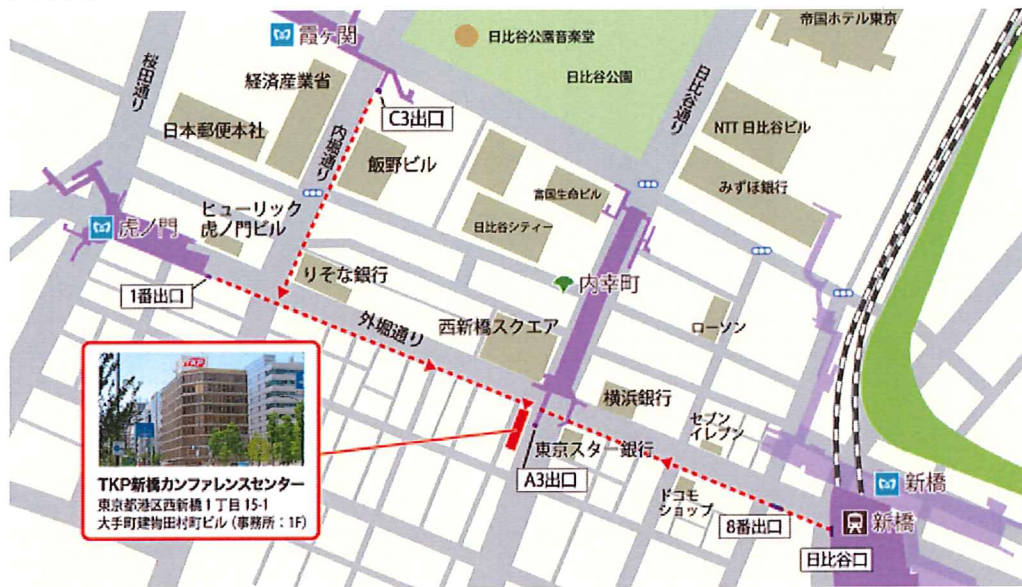 霞ヶ関
日比谷公園音楽堂
帝国ホテル東京
日比谷公園
桜田通り
経済産業省
日比谷通り
C3出口
日本郵便本社
内堀通り
飯野ビル
NTT 日比谷ビル
みずほ銀行
富国生命ビル
ヒューリック
虎ノ門ビル
虎ノ門
日比谷シティー
りそな銀行
内幸町
1番出口
外堀通り
西新橋スクエア
ローソン
TKP
横浜銀行
セブン
イレブン
東京スター銀行
A3出口
TKP新橋カンファレンスセンター
東京都港区西新橋1丁目15-1
大手町建物田村町ビル（事務所：1F）
ドコモ
ショップ
8番出口
新橋
新橋
日比谷口